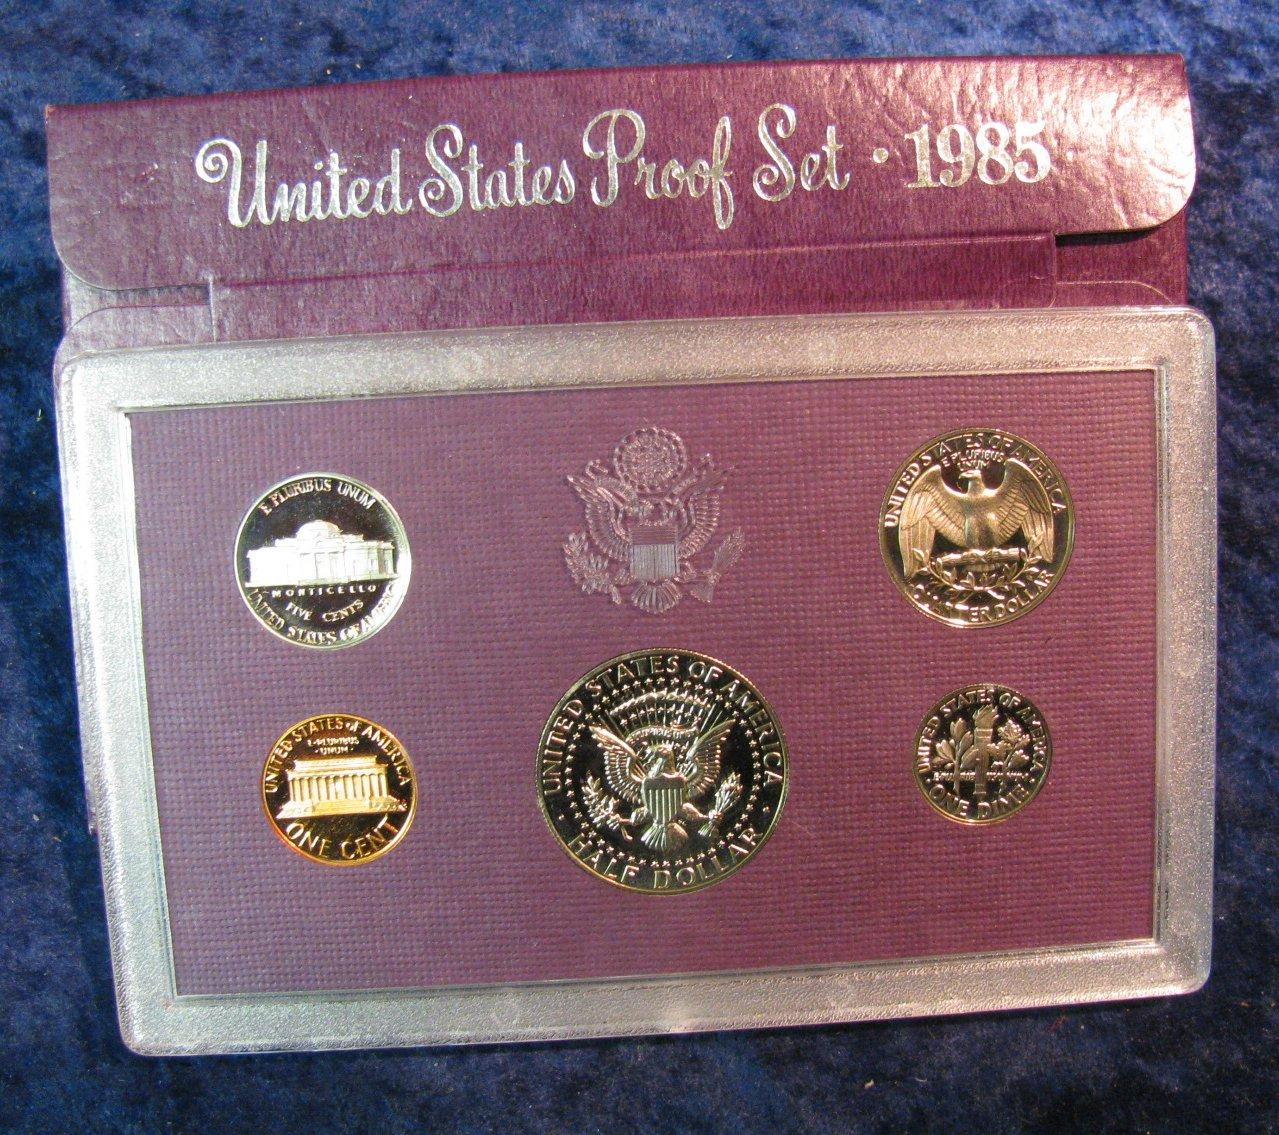 United States Proof Set · 1985
E PLURIBUS UNUM
MONTICELLO
FIVE CENTS
UNITED STATES OF AMERICA
UNITED STATES OF AMERICA
E PLURIBUS
UNUM
QUARTER DOLLAR
UNITED STATES of AMERICA
E·PLURIBUS
·UNUM·
ONE CENT
UNITED STATES OF AMERICA
HALF DOLLAR
UNITED STATES OF AMERICA
· ONE DIME ·